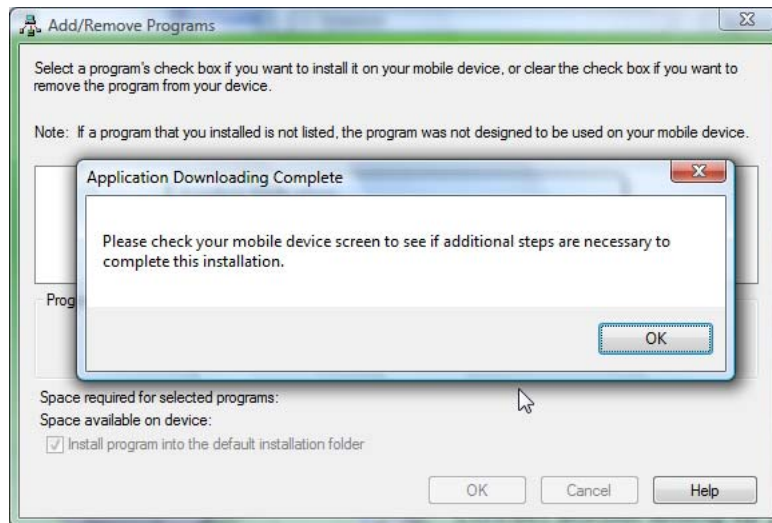 Add/Remove Programs
Select a program's check box if you want to install it on your mobile device, or clear the check box if you want to
remove the program from your device.
Note: If a program that you installed is not listed, the program was not designed to be used on your mobile device.
Application Downloading Complete
Please check your mobile device screen to see if additional steps are necessary to
complete this installation.
OK
Space required for selected programs:
Space available on device:
Install program into the default installation folder
OK Cancel Help